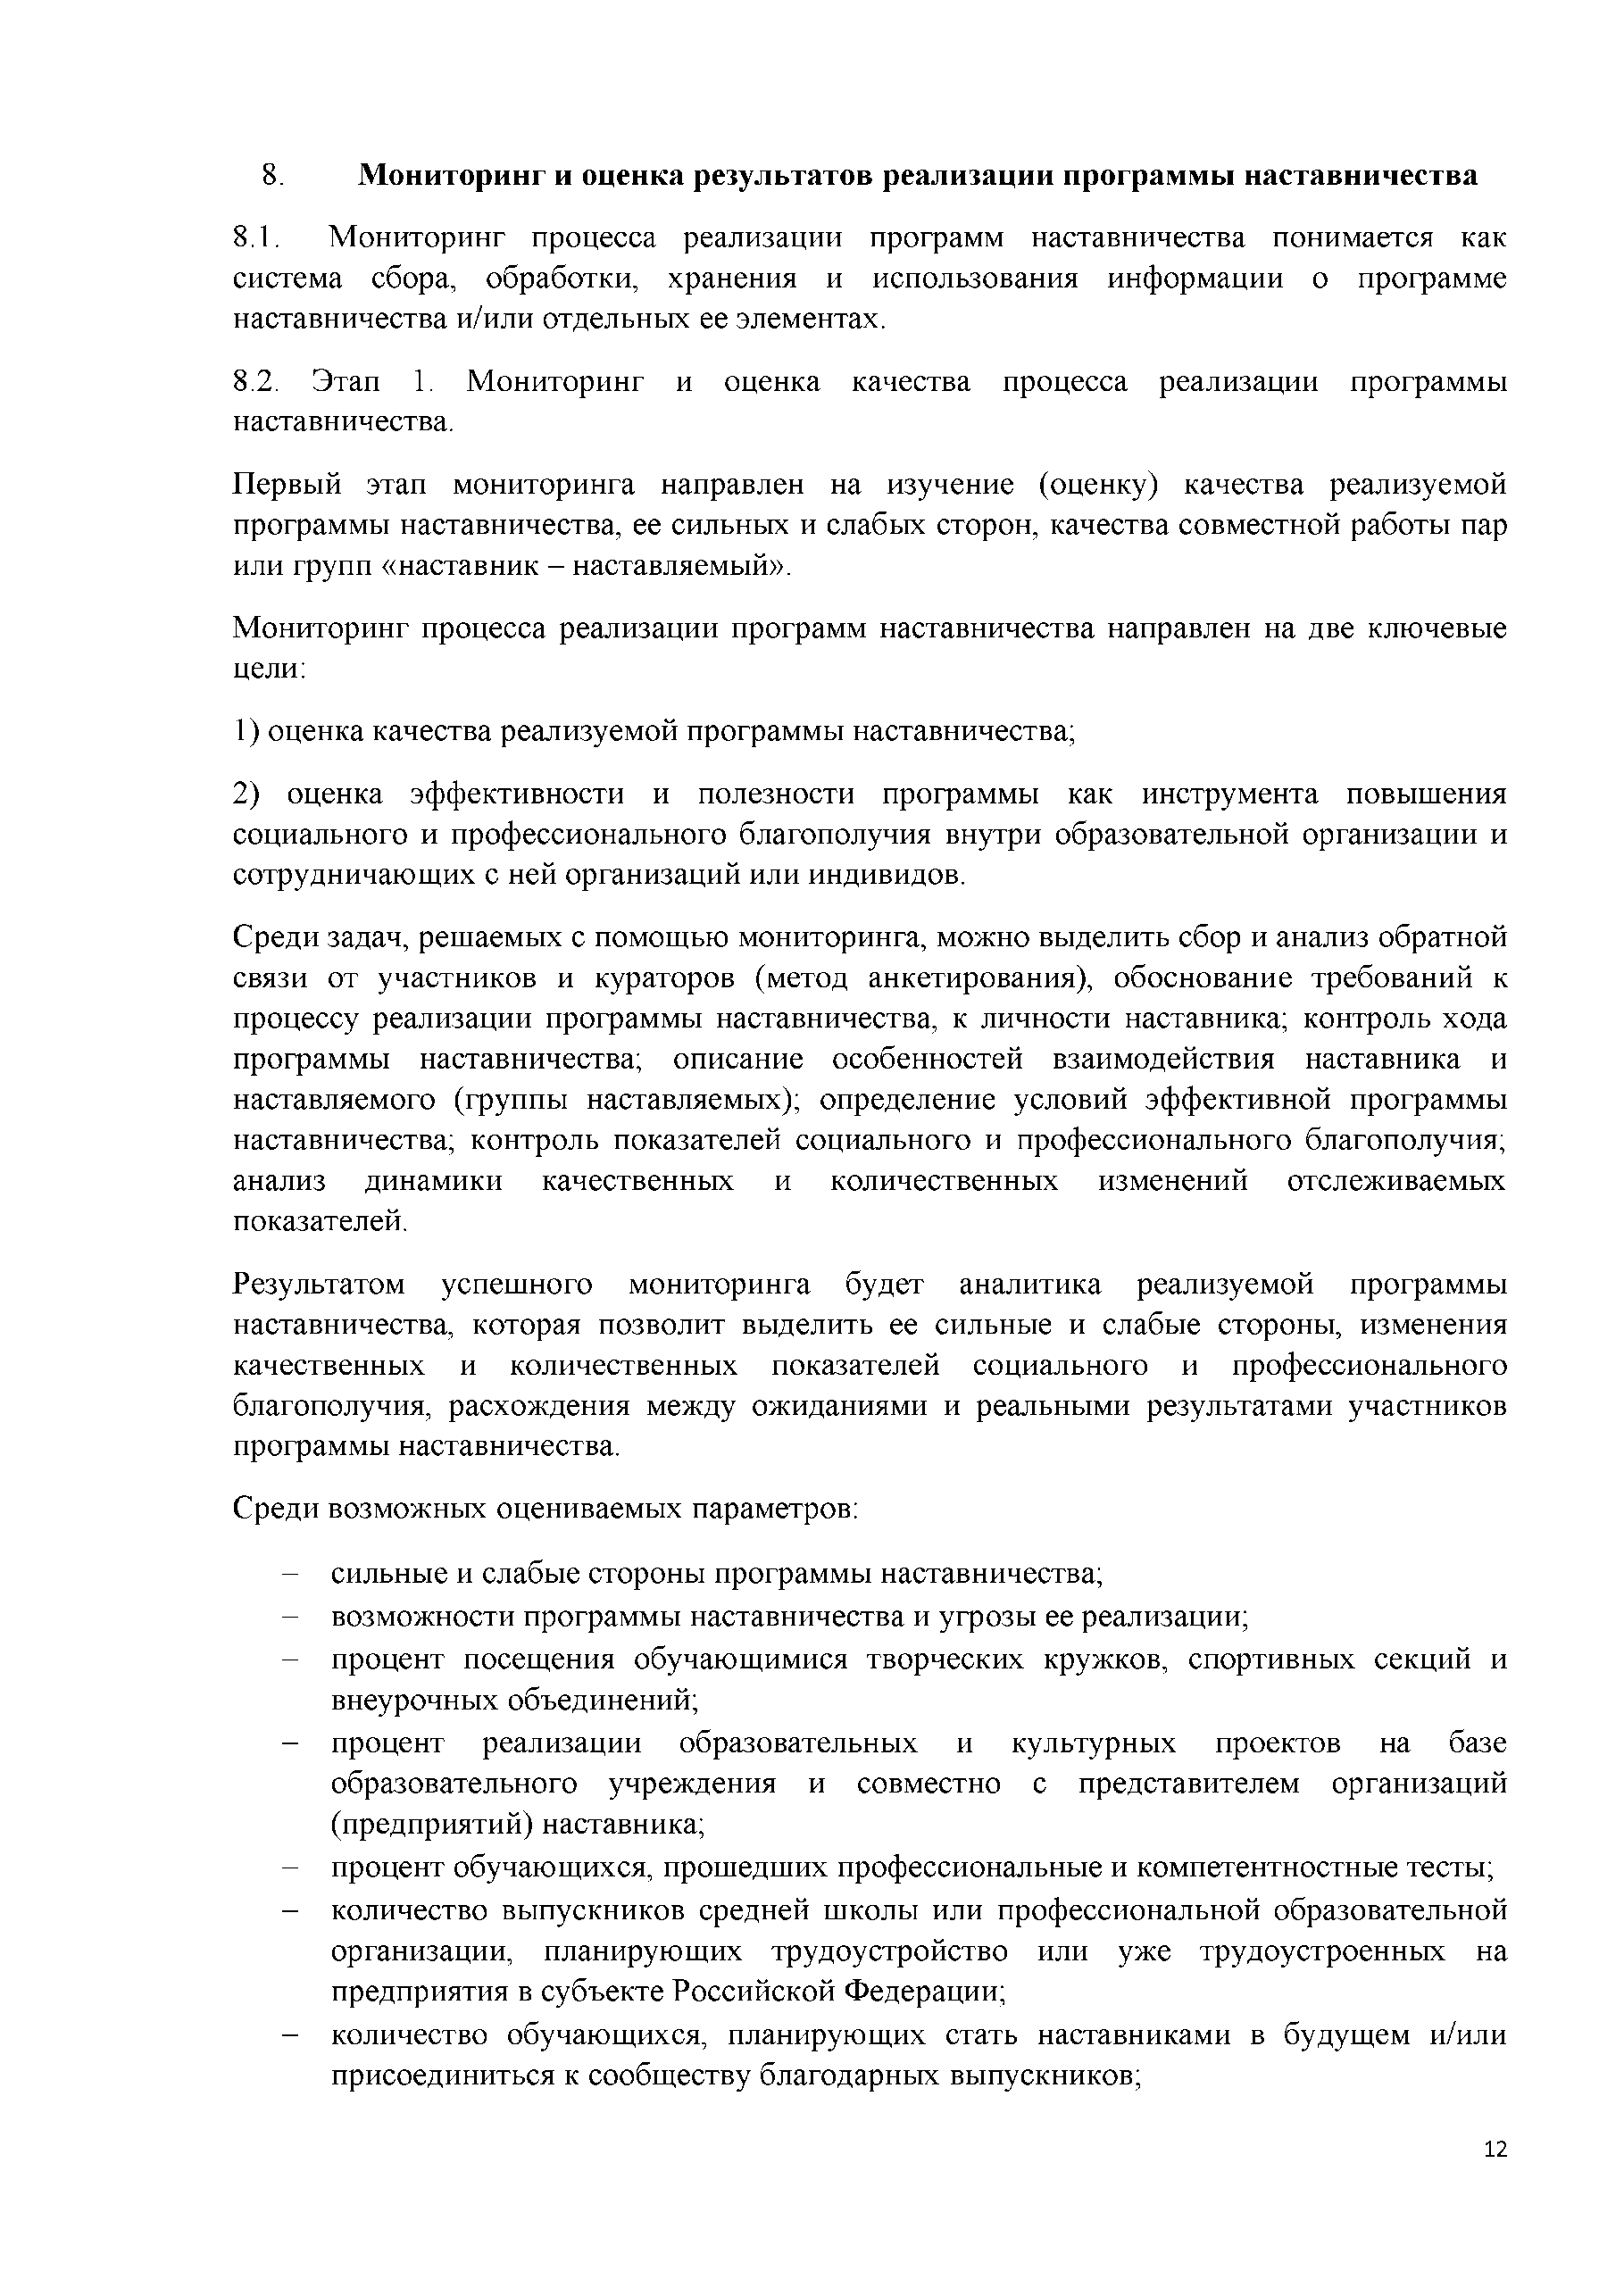 8. Мониторинг и оценка результатов реализации программы наставничества
8.1. Мониторинг процесса реализации программ наставничества понимается как
система сбора, обработки, хранения и использования информации о программе
наставничества и/или отдельных ее элементах.
8.2. Этап 1. Мониторинг и оценка качества процесса реализации программы
наставничества.
Первый этап мониторинга направлен на изучение (оценку) качества реализуемой
программы наставничества, ее сильных и слабых сторон, качества совместной работы пар
или групп «наставник – наставляемый».
Мониторинг процесса реализации программ наставничества направлен на две ключевые
цели:
1) оценка качества реализуемой программы наставничества;
2) оценка эффективности и полезности программы как инструмента повышения
социального и профессионального благополучия внутри образовательной организации и
сотрудничающих с ней организаций или индивидов.
Среди задач, решаемых с помощью мониторинга, можно выделить сбор и анализ обратной
связи от участников и кураторов (метод анкетирования), обоснование требований к
процессу реализации программы наставничества, к личности наставника; контроль хода
программы наставничества; описание особенностей взаимодействия наставника и
наставляемого (группы наставляемых); определение условий эффективной программы
наставничества; контроль показателей социального и профессионального благополучия;
анализ динамики качественных и количественных изменений отслеживаемых
показателей.
Результатом успешного мониторинга будет аналитика реализуемой программы
наставничества, которая позволит выделить ее сильные и слабые стороны, изменения
качественных и количественных показателей социального и профессионального
благополучия, расхождения между ожиданиями и реальными результатами участников
программы наставничества.
Среди возможных оцениваемых параметров:
– сильные и слабые стороны программы наставничества;
– возможности программы наставничества и угрозы ее реализации;
– процент посещения обучающимися творческих кружков, спортивных секций и
внеурочных объединений;
– процент реализации образовательных и культурных проектов на базе
образовательного учреждения и совместно с представителем организаций
(предприятий) наставника;
– процент обучающихся, прошедших профессиональные и компетентностные тесты;
– количество выпускников средней школы или профессиональной образовательной
организации, планирующих трудоустройство или уже трудоустроенных на
предприятия в субъекте Российской Федерации;
– количество обучающихся, планирующих стать наставниками в будущем и/или
присоединиться к сообществу благодарных выпускников;
12